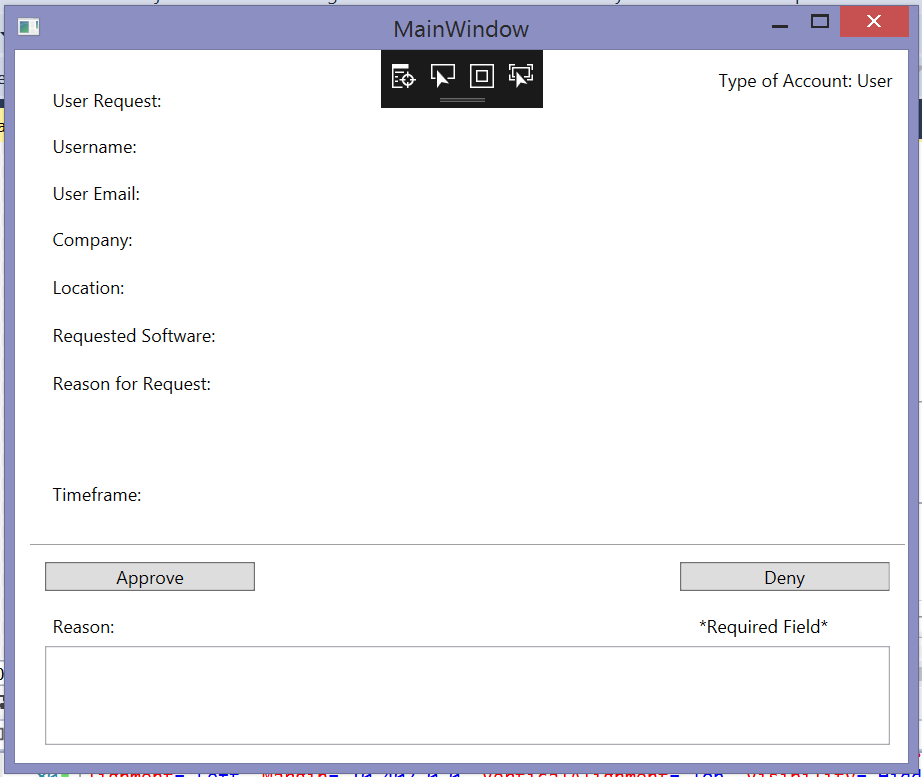 MainWindow
Type of Account: User
User Request:
Username:
User Email:
Company:
Location:
Requested Software:
Reason for Request:
Timeframe:
Approve
Deny
Reason:
*Required Field*